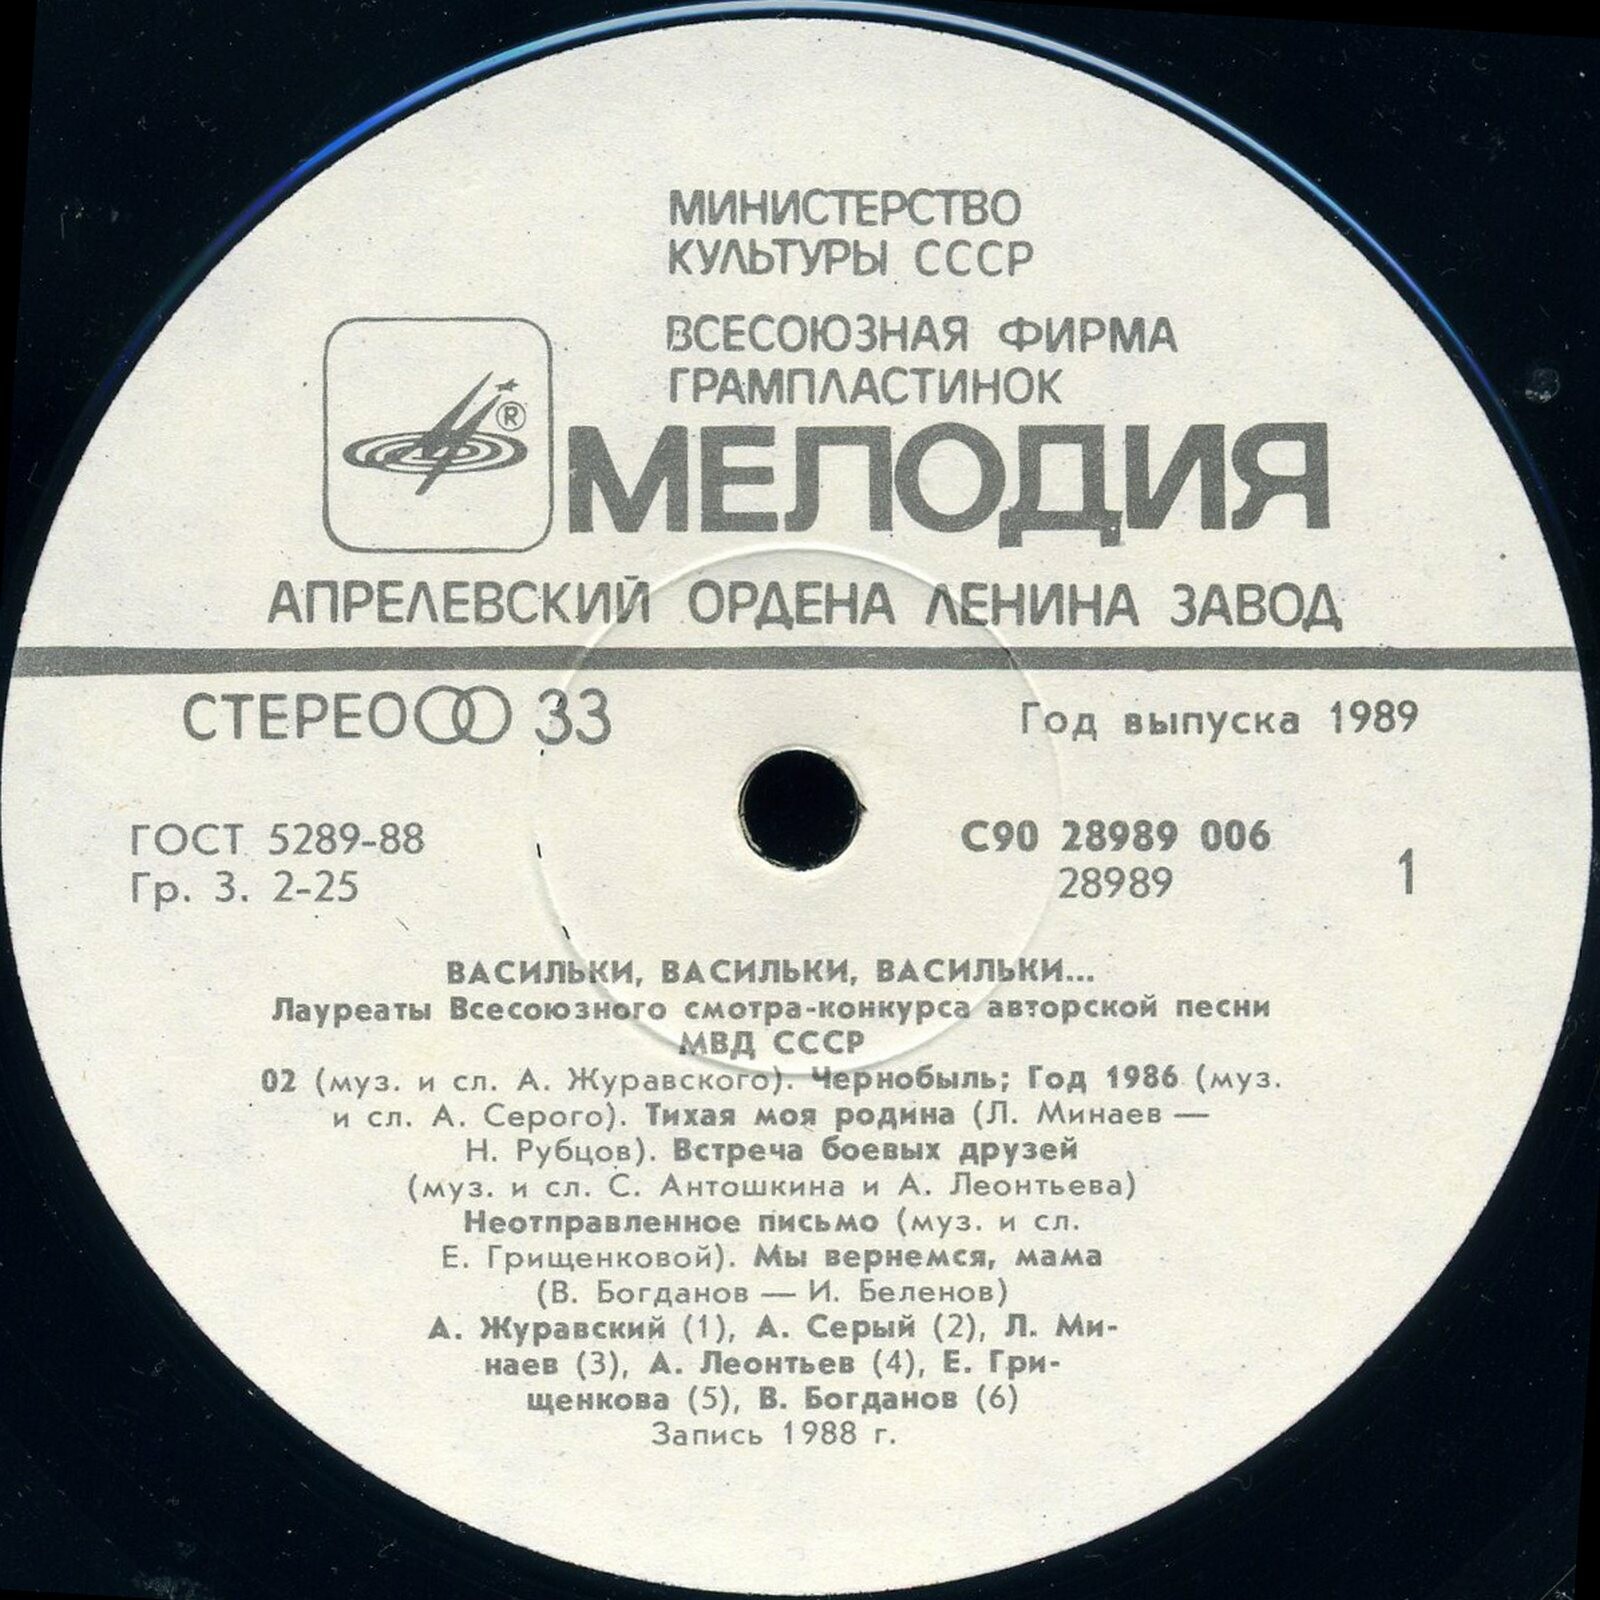 МИНИСТЕРСТВО
КУЛЬТУРЫ СССР
ВСЕСОЮЗНАЯ ФИРМА
ГРАМПЛАСТИНОК
®
МЕЛОДИЯ
АПРЕЛЕВСКИЙ ОРДЕНА ЛЕНИНА ЗАВОД
СТЕРЕО 33
Год выпуска 1989
ГОСТ 5289-88
Гр. 3. 2-25
С90 28989 006
28989
1
ВАСИЛЬКИ, ВАСИЛЬКИ, ВАСИЛЬКИ...
Лауреаты Всесоюзного смотра-конкурса авторской песни
МВД СССР
02 (муз. и сл. А. Журавского). Чернобыль; Год 1986 (муз.
и сл. А. Серого). Тихая моя родина (Л. Минаев —
Н. Рубцов). Встреча боевых друзей
(муз. и сл. С. Антошкина и А. Леонтьева)
Неотправленное письмо (муз. и сл.
Е. Грищенковой). Мы вернемся, мама
(В. Богданов — И. Беленов)
А. Журавский (1), А. Серый (2), Л. Ми-
наев (3), А. Леонтьев (4), Е. Гри-
щенкова (5), В. Богданов (6)
Запись 1988 г.